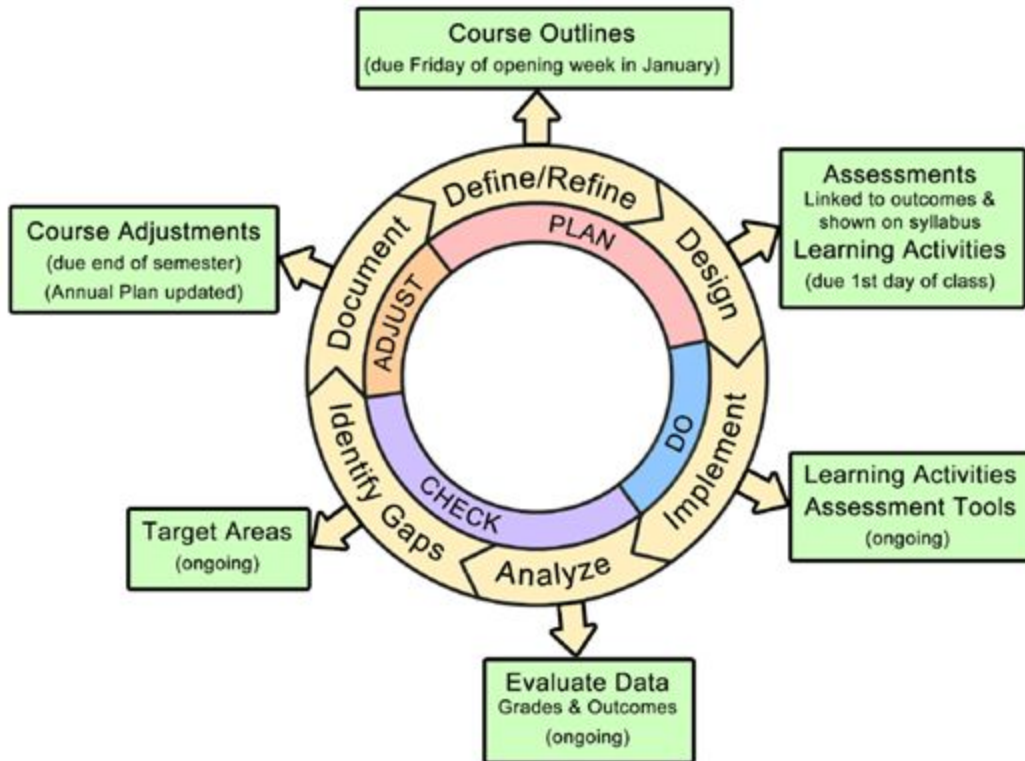 Course Outlines
(due Friday of opening week in January)
Define/Refine
PLAN
Design
Assessments
Linked to outcomes &
shown on syllabus
Learning Activities
(due 1st day of class)
DO
Implement
Learning Activities
Assessment Tools
(ongoing)
CHECK
Analyze
Evaluate Data
Grades & Outcomes
(ongoing)
Identify Gaps
Target Areas
(ongoing)
ADJUST
Document
Course Adjustments
(due end of semester)
(Annual Plan updated)